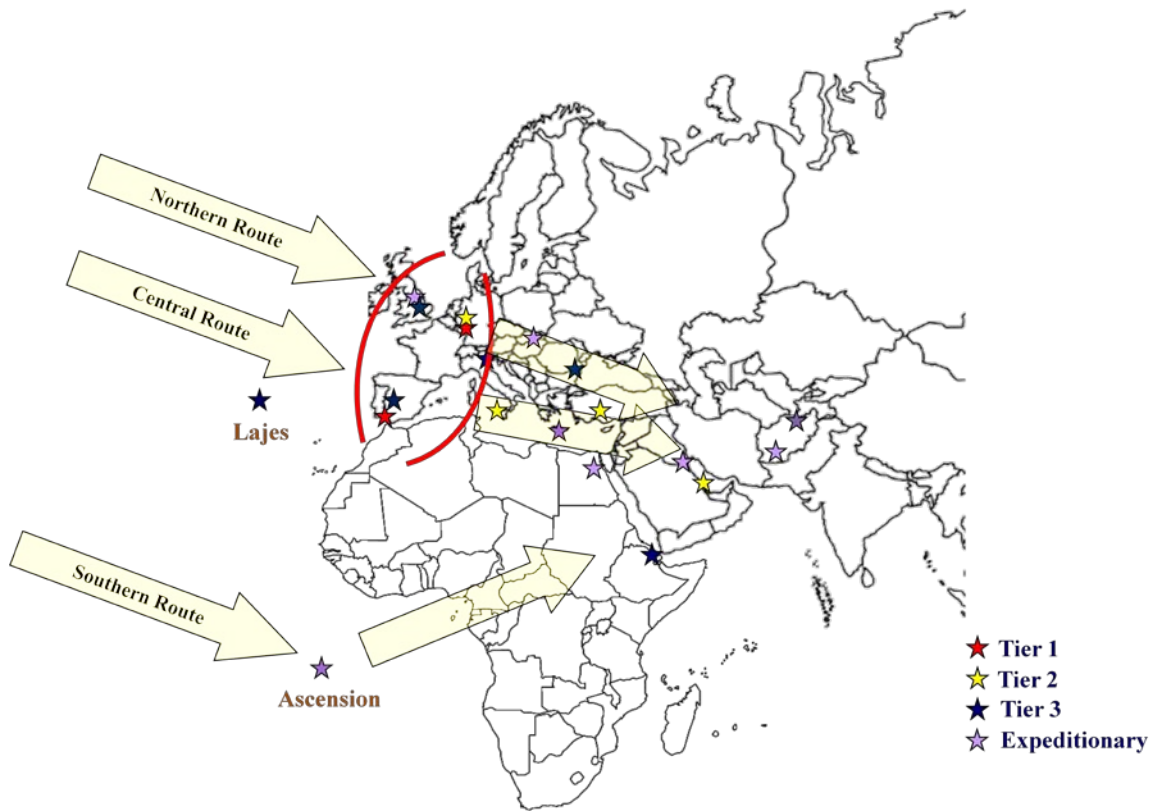 Northern Route
Central Route
Lajes
Southern Route
Ascension
Tier 1
Tier 2
Tier 3
Expeditionary